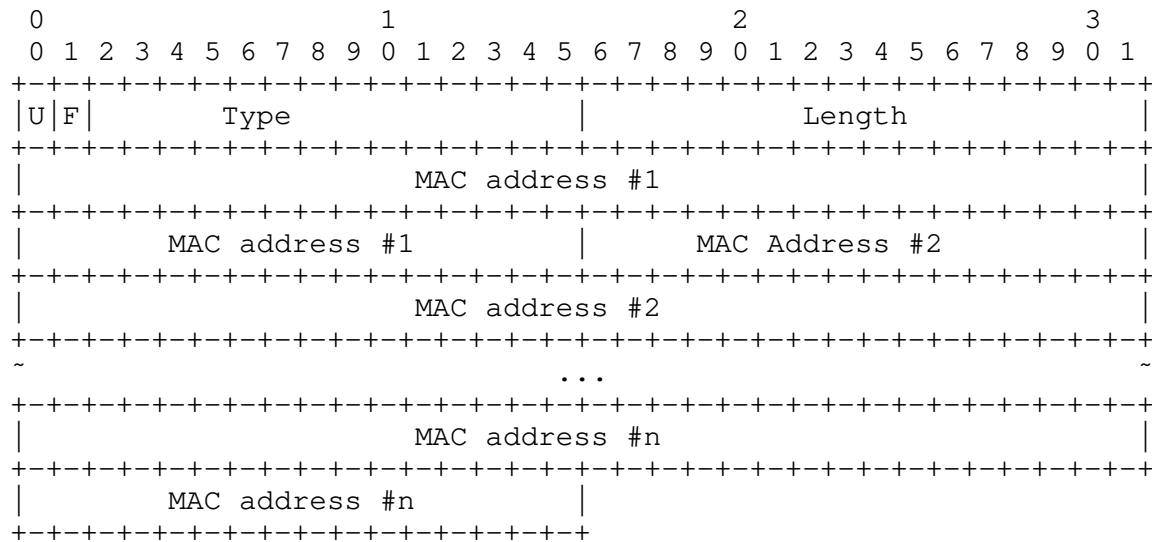 0                   1                   2                   3
 0 1 2 3 4 5 6 7 8 9 0 1 2 3 4 5 6 7 8 9 0 1 2 3 4 5 6 7 8 9 0 1
+-+-+-+-+-+-+-+-+-+-+-+-+-+-+-+-+-+-+-+-+-+-+-+-+-+-+-+-+-+-+-+-+
|U|F|       Type                |            Length             |
+-+-+-+-+-+-+-+-+-+-+-+-+-+-+-+-+-+-+-+-+-+-+-+-+-+-+-+-+-+-+-+-+
|                      MAC address #1                           |
+-+-+-+-+-+-+-+-+-+-+-+-+-+-+-+-+-+-+-+-+-+-+-+-+-+-+-+-+-+-+-+-+
|        MAC address #1         |      MAC Address #2           |
+-+-+-+-+-+-+-+-+-+-+-+-+-+-+-+-+-+-+-+-+-+-+-+-+-+-+-+-+-+-+-+-+
|                      MAC address #2                           |
+-+-+-+-+-+-+-+-+-+-+-+-+-+-+-+-+-+-+-+-+-+-+-+-+-+-+-+-+-+-+-+-+
~                              ...                              ~
+-+-+-+-+-+-+-+-+-+-+-+-+-+-+-+-+-+-+-+-+-+-+-+-+-+-+-+-+-+-+-+-+
|                      MAC address #n                           |
+-+-+-+-+-+-+-+-+-+-+-+-+-+-+-+-+-+-+-+-+-+-+-+-+-+-+-+-+-+-+-+-+
|        MAC address #n         |
+-+-+-+-+-+-+-+-+-+-+-+-+-+-+-+-+